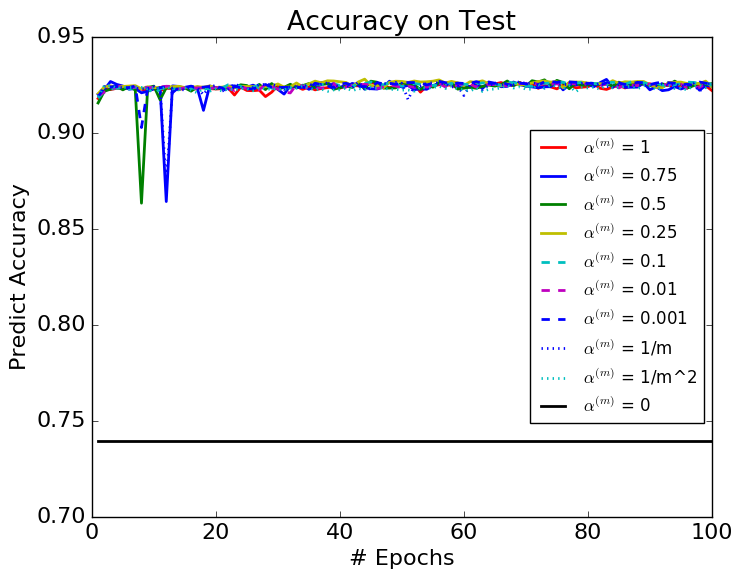 Accuracy on Test
Predict Accuracy
0.95
0.90
0.85
0.80
0.75
0.70
0
20
40
60
80
100
# Epochs
α^(m) = 1
α^(m) = 0.75
α^(m) = 0.5
α^(m) = 0.25
α^(m) = 0.1
α^(m) = 0.01
α^(m) = 0.001
α^(m) = 1/m
α^(m) = 1/m^2
α^(m) = 0